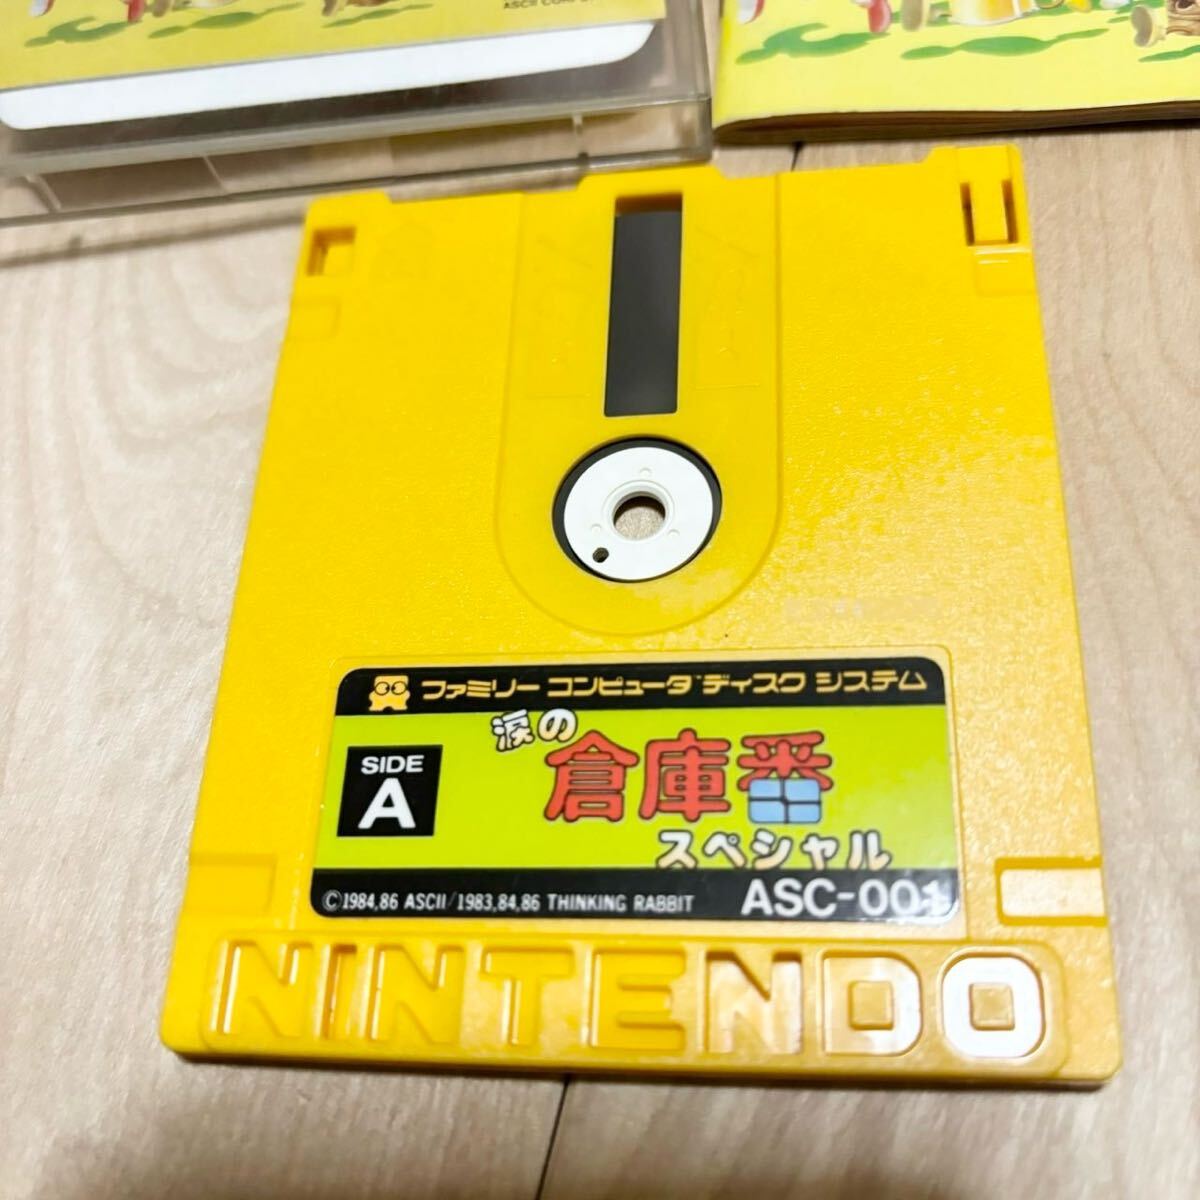 ファミリー コンピュータ ディスク システム
SIDE
A
涙の
倉庫番
スペシャル
©1984,86 ASCII/1983,84,86 THINKING RABBIT
ASC-001
NINTENDO